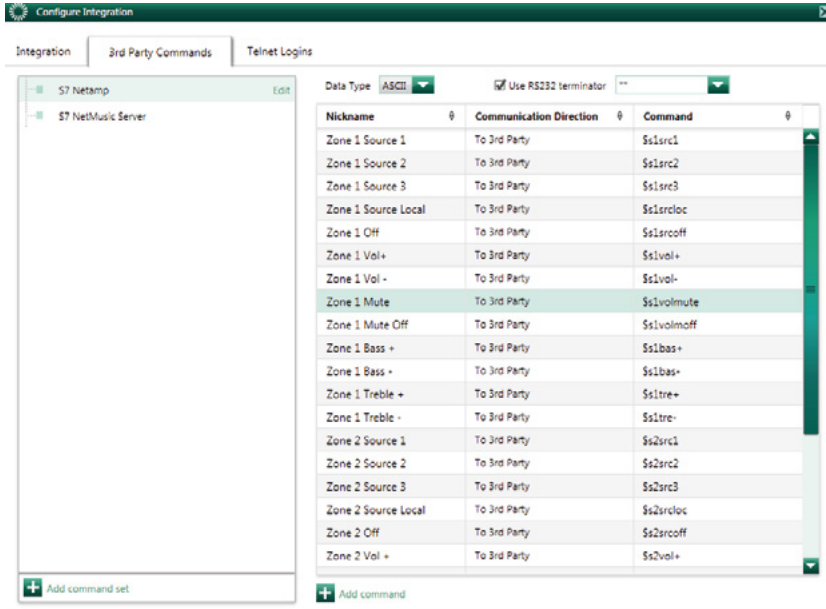 Configure Integration
Integration 3rd Party Commands Telnet Logins
S7 Netamp Edit
S7 NetMusic Server
Data Type ASCII Use RS232 terminator ""
Nickname Communication Direction Command
Zone 1 Source 1 To 3rd Party $s1src1
Zone 1 Source 2 To 3rd Party $s1src2
Zone 1 Source 3 To 3rd Party $s1src3
Zone 1 Source Local To 3rd Party $s1srcloc
Zone 1 Off To 3rd Party $s1srcoff
Zone 1 Vol+ To 3rd Party $s1vol+
Zone 1 Vol - To 3rd Party $s1vol-
Zone 1 Mute To 3rd Party $s1volmute
Zone 1 Mute Off To 3rd Party $s1volmoff
Zone 1 Bass + To 3rd Party $s1bas+
Zone 1 Bass - To 3rd Party $s1bas-
Zone 1 Treble + To 3rd Party $s1tre+
Zone 1 Treble - To 3rd Party $s1tre-
Zone 2 Source 1 To 3rd Party $s2src1
Zone 2 Source 2 To 3rd Party $s2src2
Zone 2 Source 3 To 3rd Party $s2src3
Zone 2 Source Local To 3rd Party $s2srcloc
Zone 2 Off To 3rd Party $s2srcoff
Zone 2 Vol + To 3rd Party $s2vol+
Add command set
Add command